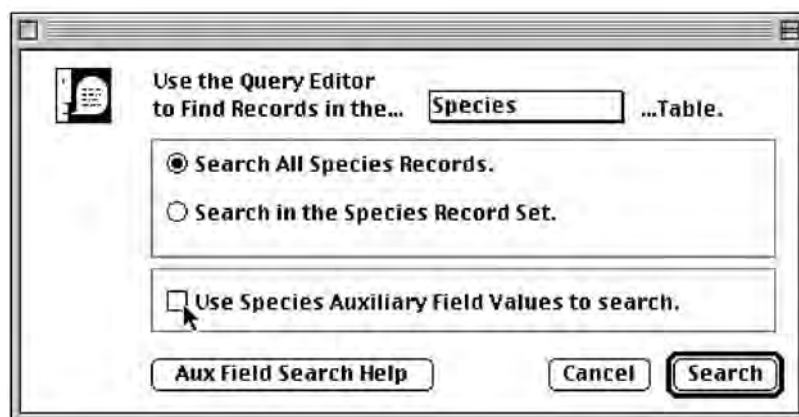 Use the Query Editor
to Find Records in the... Species ...Table.
Search All Species Records.
Search in the Species Record Set.
Use Species Auxiliary Field Values to search.
Aux Field Search Help Cancel Search